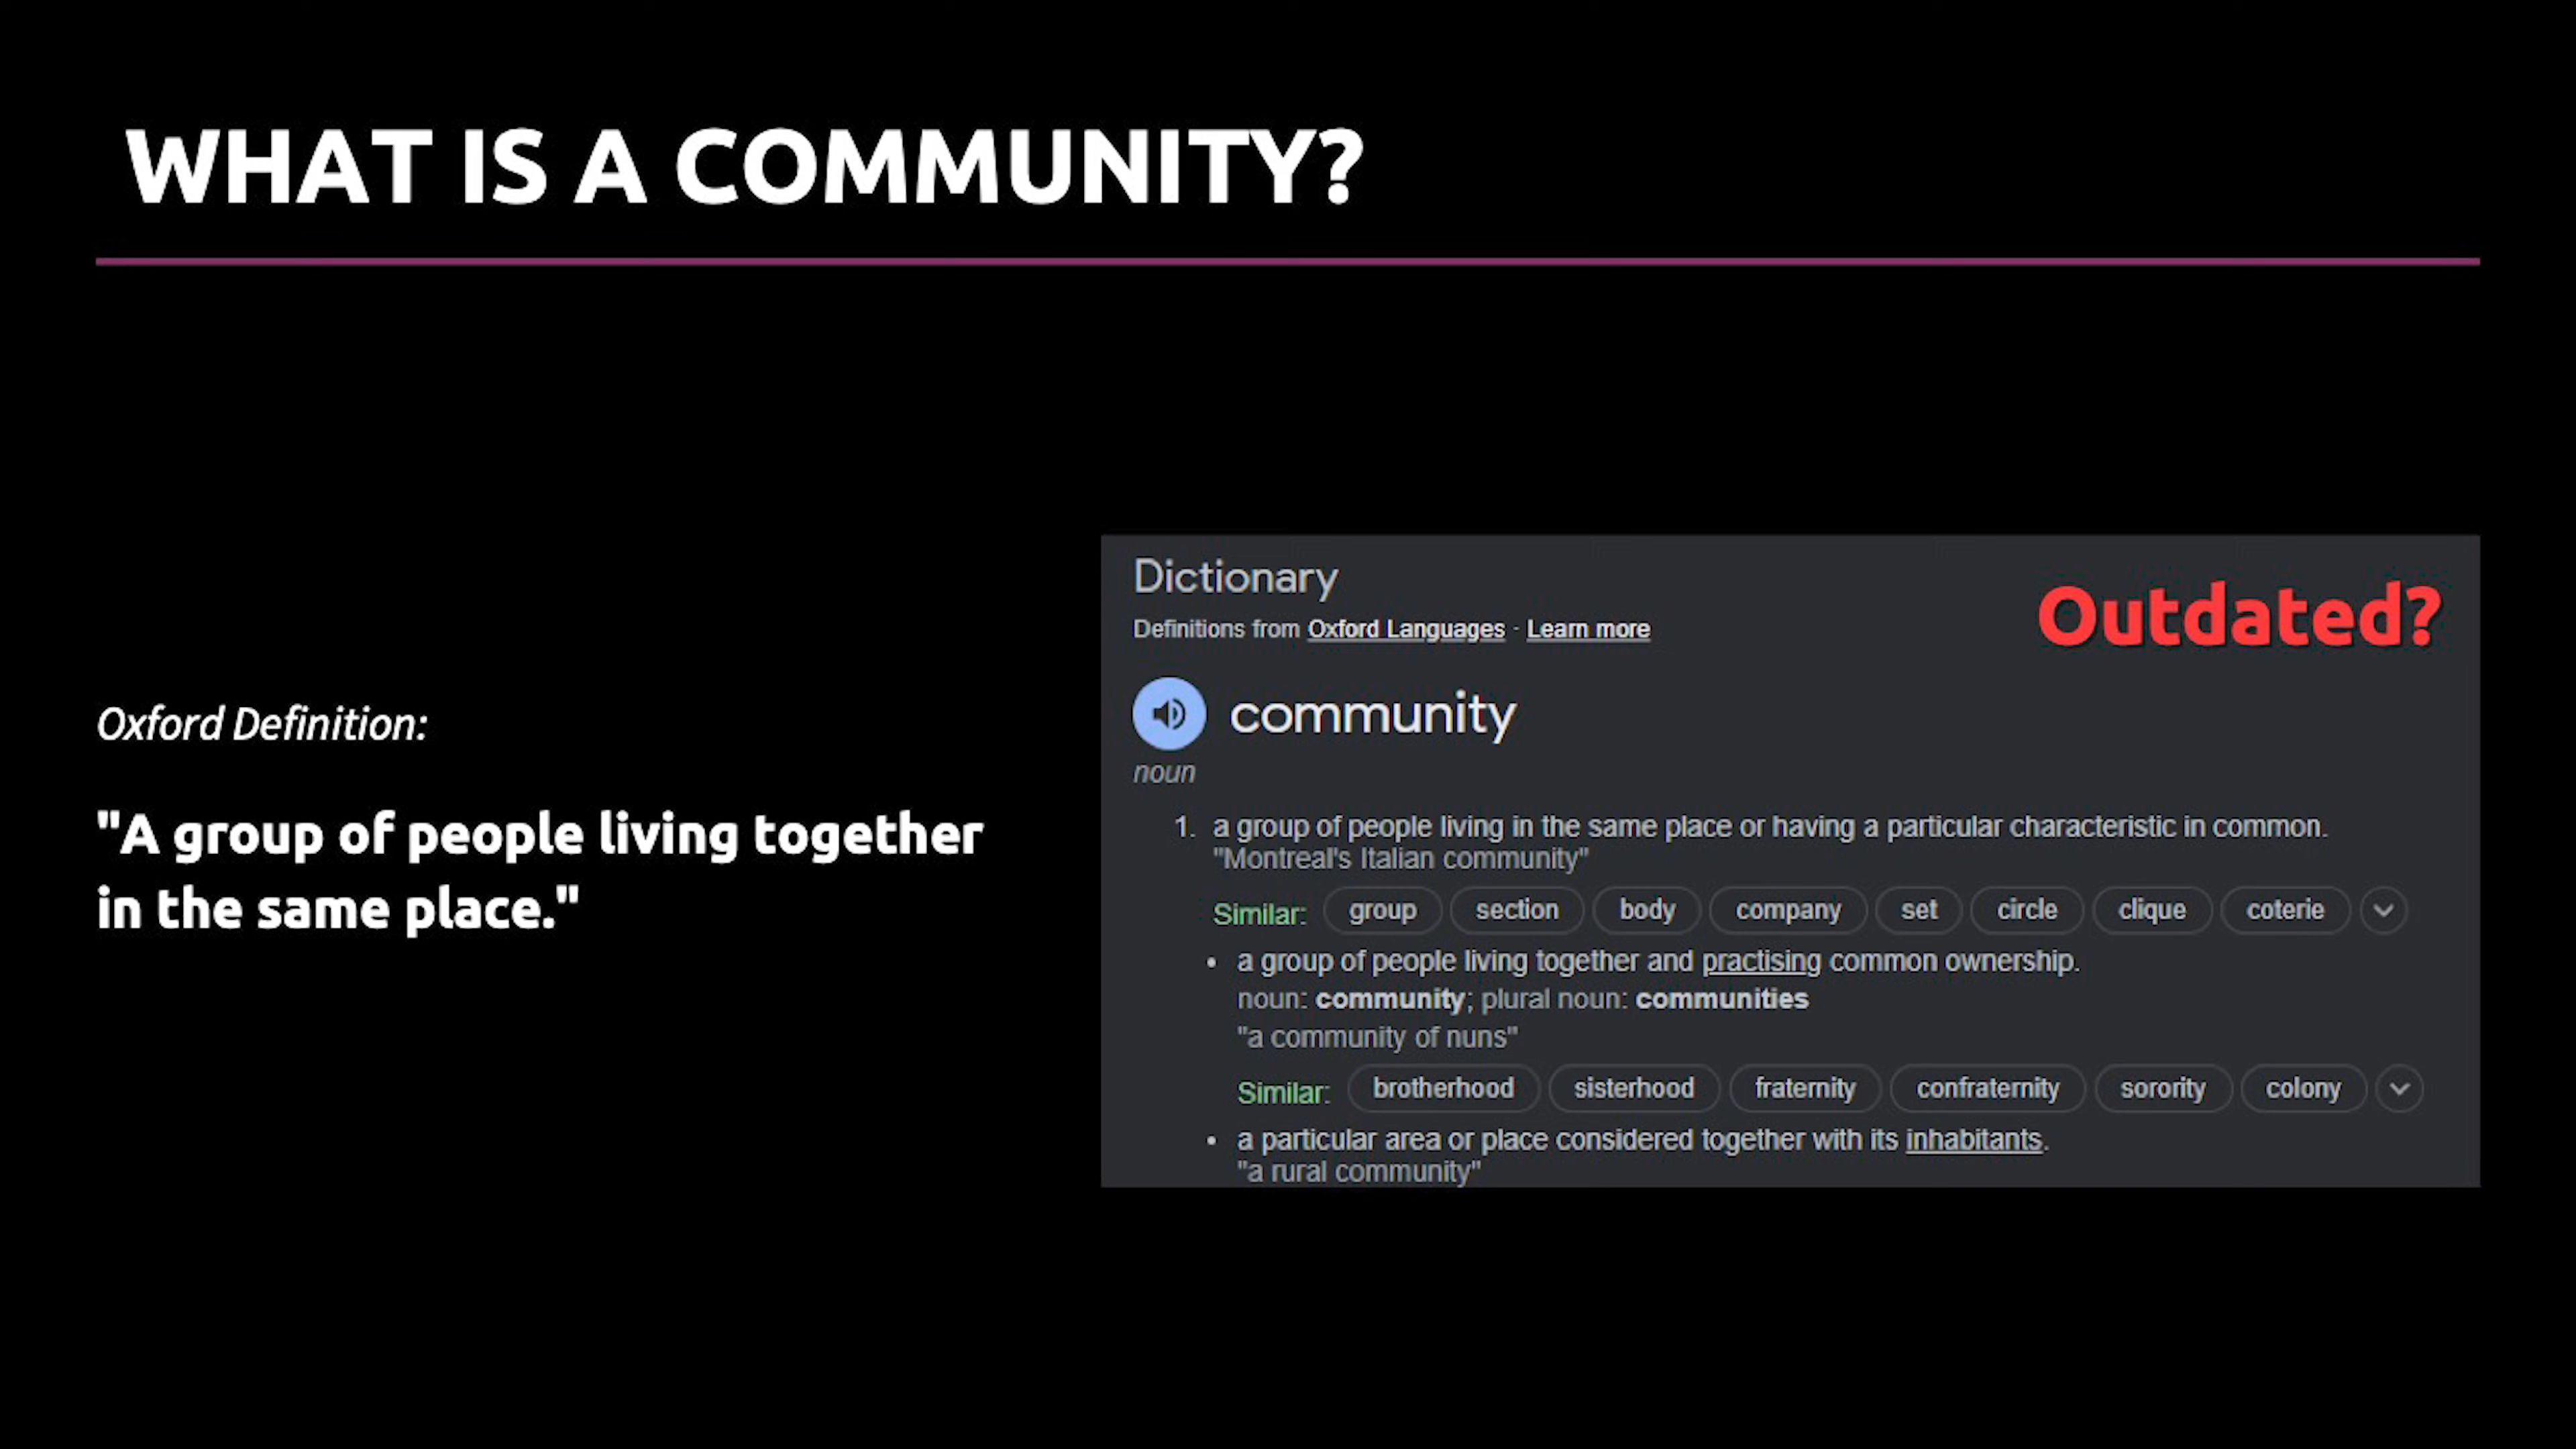 WHAT IS A COMMUNITY?
Oxford Definition:
"A group of people living together
in the same place."
Dictionary
Outdated?
Definitions from Oxford Languages · Learn more
community
noun
1. a group of people living in the same place or having a particular characteristic in common.
"Montreal's Italian community"
Similar: group section body company set circle clique coterie
• a group of people living together and practising common ownership.
noun: community; plural noun: communities
"a community of nuns"
Similar: brotherhood sisterhood fraternity confraternity sorority colony
• a particular area or place considered together with its inhabitants.
"a rural community"